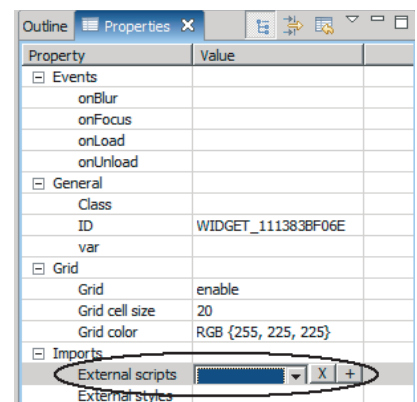 Outline Properties X
Property Value
Events
onBlur
onFocus
onLoad
onUnload
General
Class
ID WIDGET_111383BF06E
var
Grid
Grid enable
Grid cell size 20
Grid color RGB {255, 225, 225}
Imports
External scripts X +
External styles